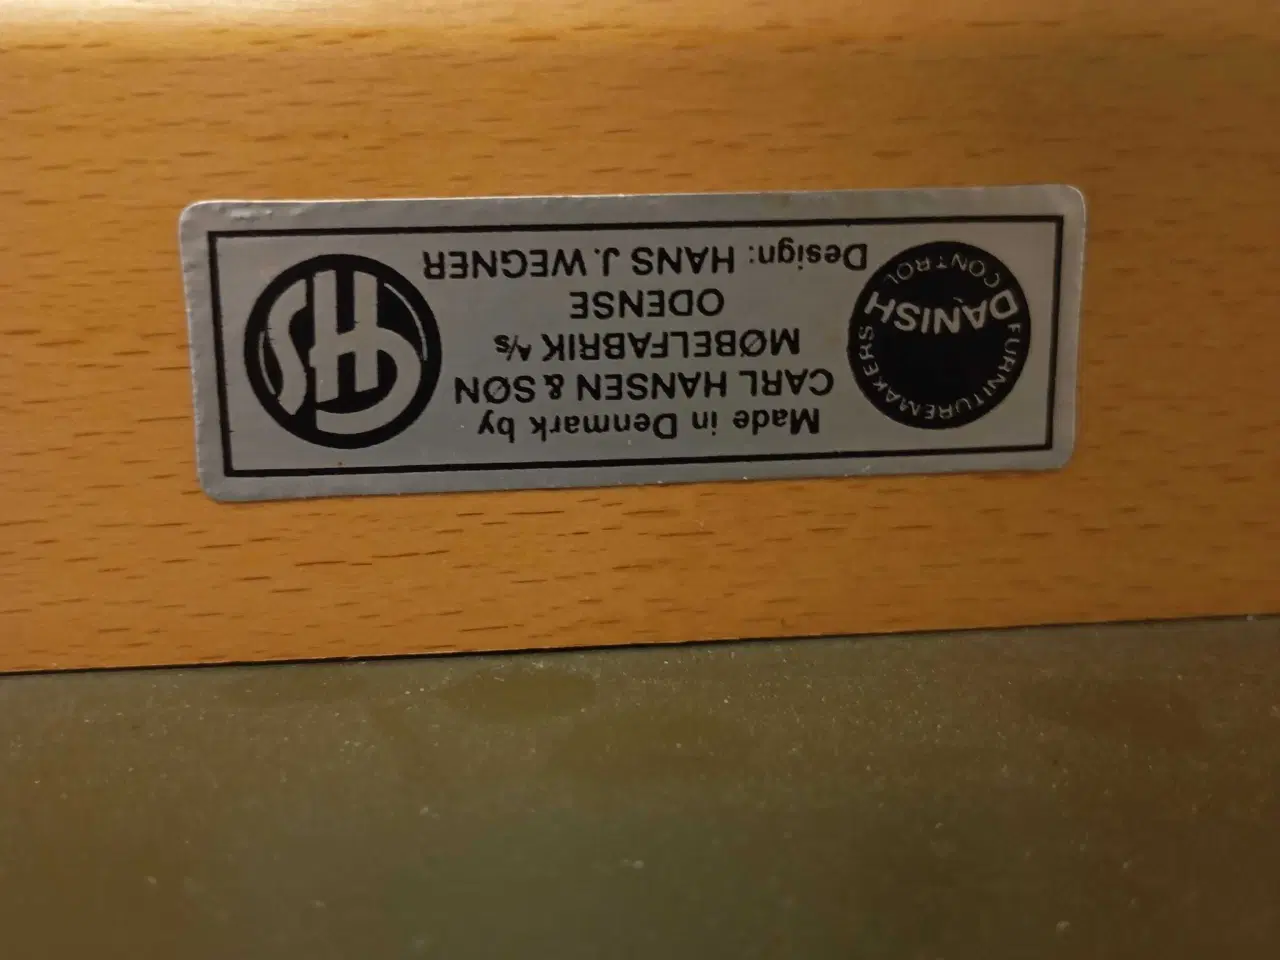 DANISH
FURNITUREMAKERS
CONTROL
Made in Denmark by
CARL HANSEN & SØN
MØBELFABRIK A/S
ODENSE
Design: HANS J. WEGNER
CHS